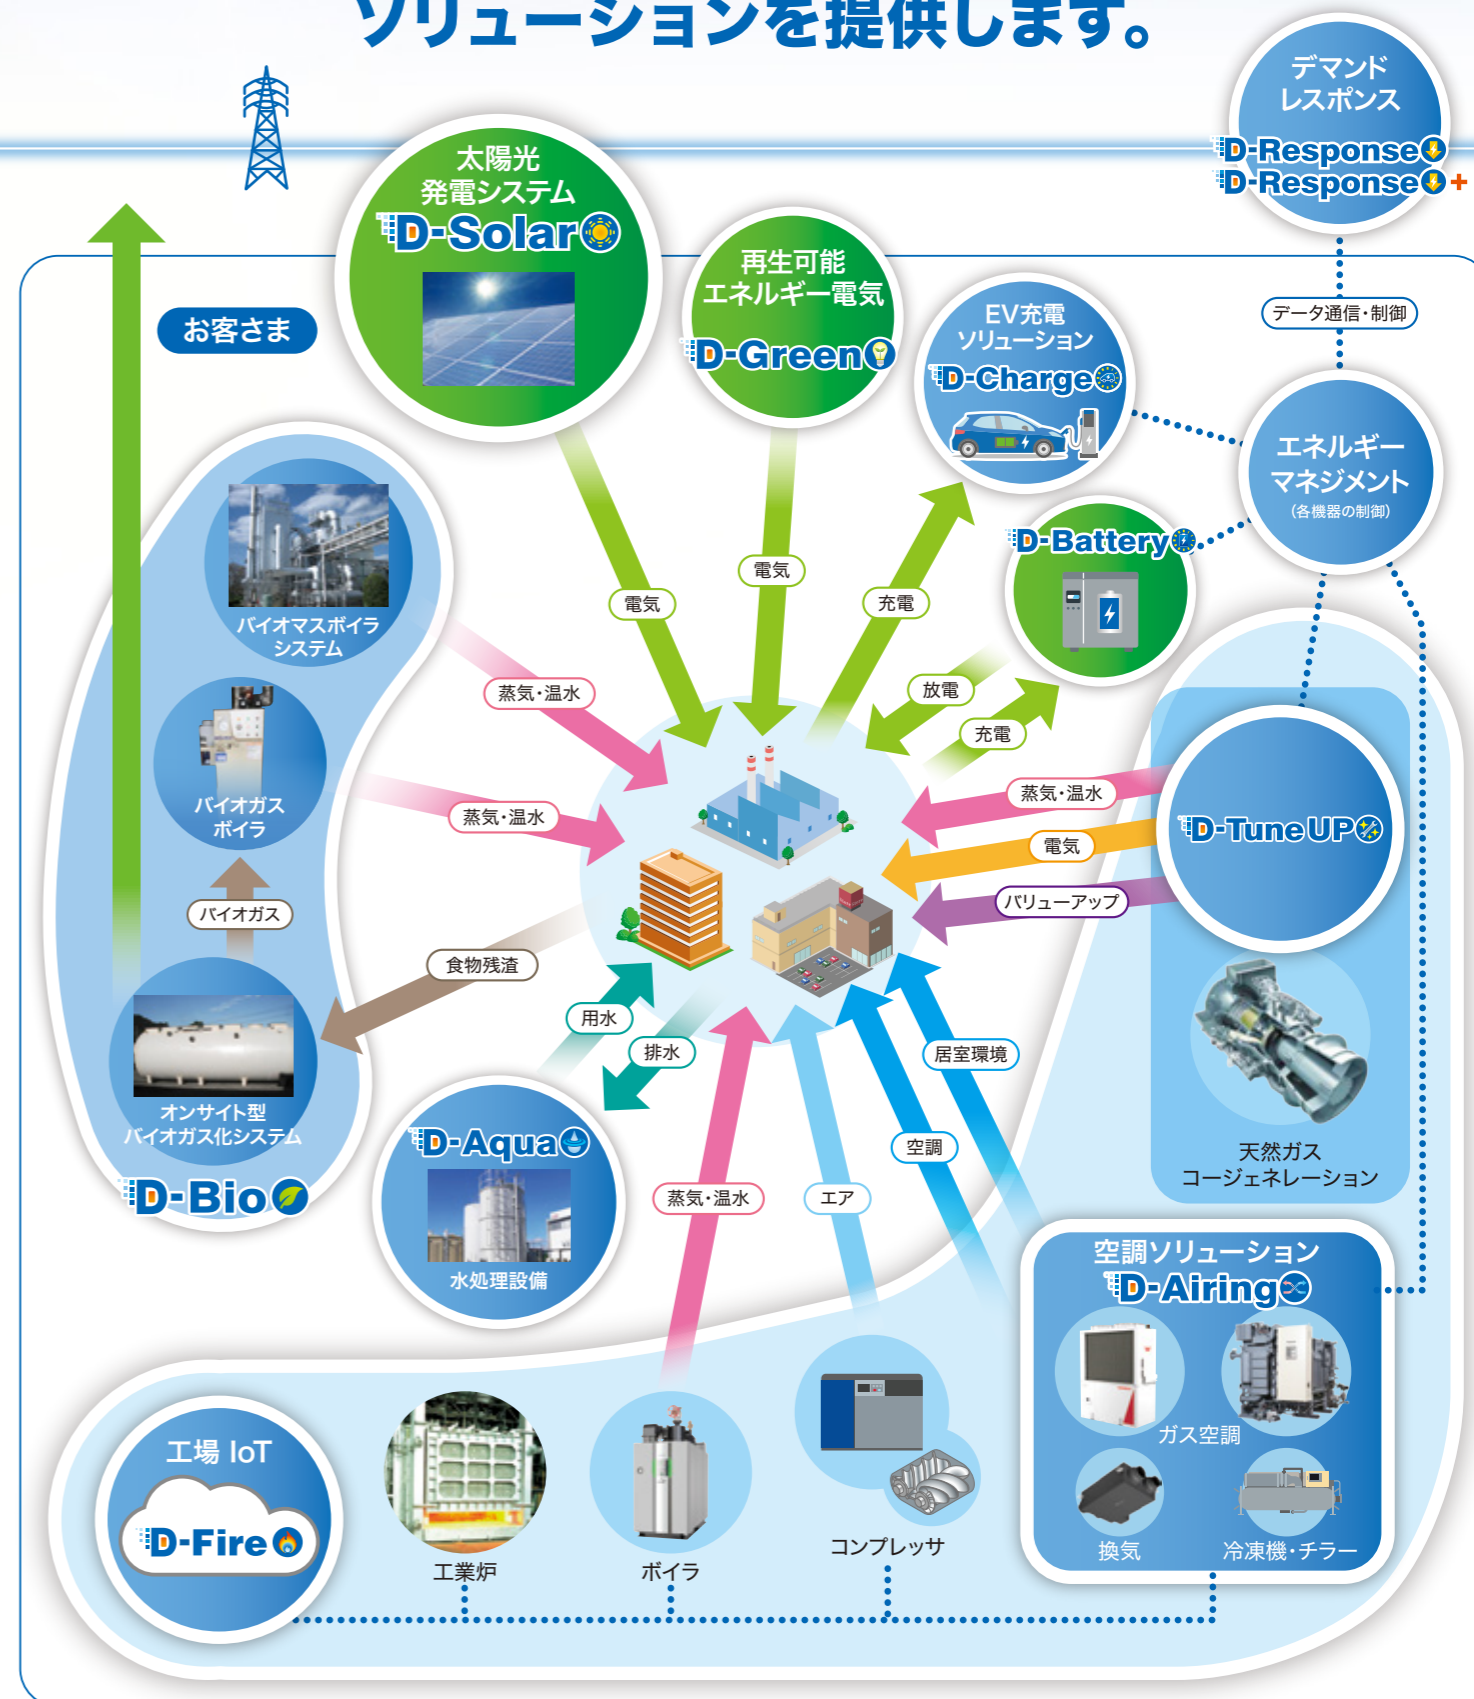 ソリューションを提供します。
デマンド
レスポンス
D-Response
D-Response+
太陽光
発電システム
D-Solar
再生可能
エネルギー電気
D-Green
データ通信・制御
お客さま
EV充電
ソリューション
D-Charge
エネルギー
マネジメント
(各機器の制御)
D-Battery
電気
電気
充電
バイオマスボイラ
システム
蒸気・温水
放電
充電
バイオガス
ボイラ
蒸気・温水
蒸気・温水
電気
バリューアップ
D-TuneUP
バイオガス
食物残渣
用水
排水
居室環境
オンサイト型
バイオガス化システム
D-Bio
D-Aqua
水処理設備
空調
蒸気・温水
エア
天然ガス
コージェネレーション
空調ソリューション
D-Airing
ガス空調
換気
冷凍機・チラー
工場 IoT
D-Fire
工業炉
ボイラ
コンプレッサ